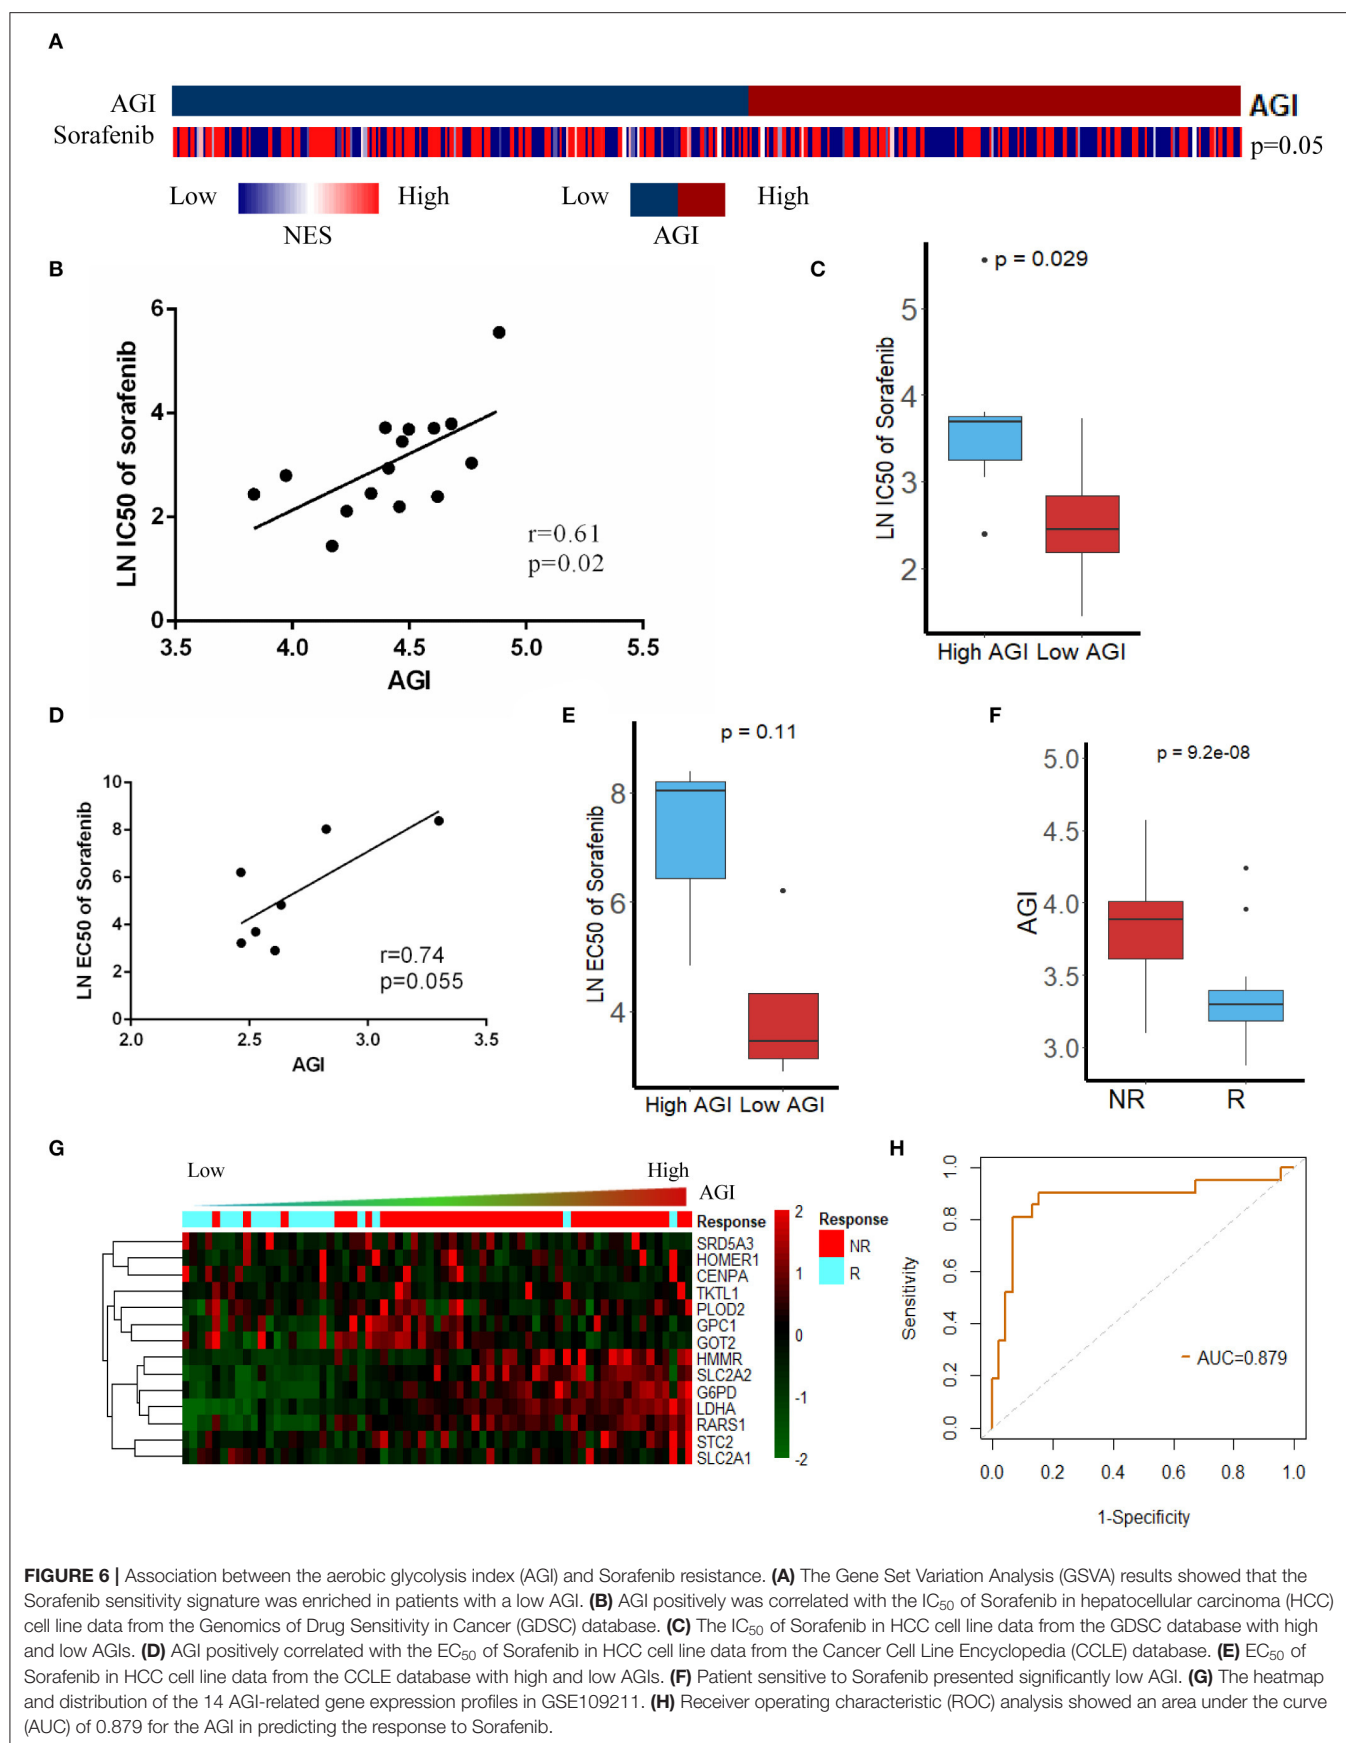 A
AGI
AGI
Sorafenib
p=0.05
Low
High
Low
High
NES
AGI
B
6
4
2
0
3.5
4.0
4.5
5.0
5.5
LN IC50 of sorafenib
AGI
r=0.61
p=0.02
C
p = 0.029
5
4
3
2
LN IC50 of Sorafenib
High AGI Low AGI
D
10
8
6
4
2
0
2.0
2.5
3.0
3.5
LN EC50 of Sorafenib
AGI
r=0.74
p=0.055
E
p = 0.11
8
6
4
LN EC50 of Sorafenib
High AGI Low AGI
F
p = 9.2e-08
5.0
4.5
4.0
3.5
3.0
AGI
NR
R
G
Low
High
AGI
Response
SRD5A3
HOMER1
CENPA
TKTL1
PLOD2
GPC1
GOT2
HMMR
SLC2A2
G6PD
LDHA
RARS1
STC2
SLC2A1
2
1
0
-1
-2
Response
NR
R
H
1.0
0.8
0.6
0.4
0.2
0.0
Sensitivity
AUC=0.879
0.0
0.2
0.4
0.6
0.8
1.0
1-Specificity
FIGURE 6 | Association between the aerobic glycolysis index (AGI) and Sorafenib resistance. (A) The Gene Set Variation Analysis (GSVA) results showed that the
Sorafenib sensitivity signature was enriched in patients with a low AGI. (B) AGI positively was correlated with the IC50 of Sorafenib in hepatocellular carcinoma (HCC)
cell line data from the Genomics of Drug Sensitivity in Cancer (GDSC) database. (C) The IC50 of Sorafenib in HCC cell line data from the GDSC database with high
and low AGIs. (D) AGI positively correlated with the EC50 of Sorafenib in HCC cell line data from the Cancer Cell Line Encyclopedia (CCLE) database. (E) EC50 of
Sorafenib in HCC cell line data from the CCLE database with high and low AGIs. (F) Patient sensitive to Sorafenib presented significantly low AGI. (G) The heatmap
and distribution of the 14 AGI-related gene expression profiles in GSE109211. (H) Receiver operating characteristic (ROC) analysis showed an area under the curve
(AUC) of 0.879 for the AGI in predicting the response to Sorafenib.